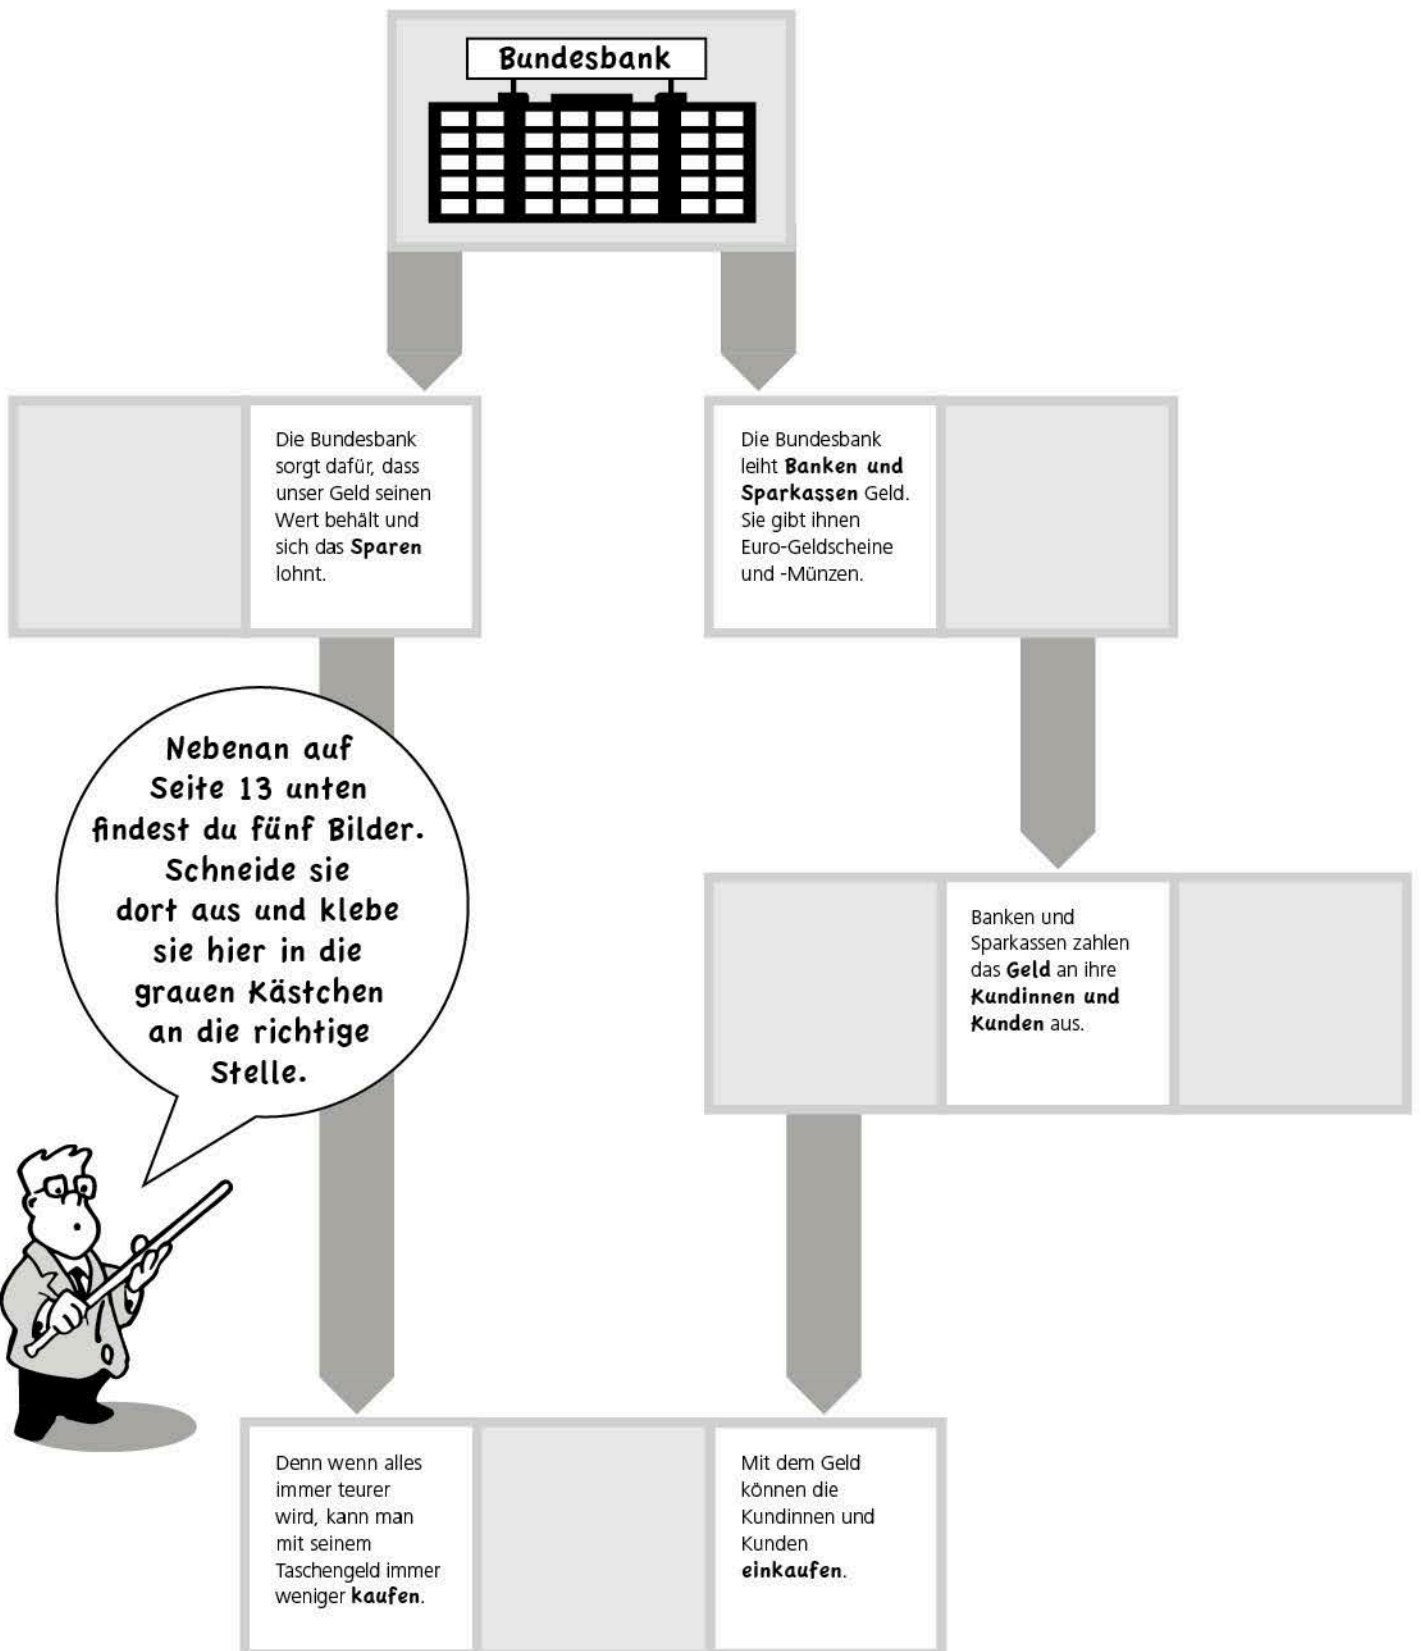 Bundesbank
Die Bundesbank
sorgt dafür, dass
unser Geld seinen
Wert behält und
sich das Sparen
lohnt.
Die Bundesbank
leiht Banken und
Sparkassen Geld.
Sie gibt ihnen
Euro-Geldscheine
und -Münzen.
Nebenan auf
Seite 13 unten
findest du fünf Bilder.
Schneide sie
dort aus und klebe
sie hier in die
grauen Kästchen
an die richtige
Stelle.
Banken und
Sparkassen zahlen
das Geld an ihre
Kundinnen und
Kunden aus.
Denn wenn alles
immer teurer
wird, kann man
mit seinem
Taschengeld immer
weniger kaufen.
Mit dem Geld
können die
Kundinnen und
Kunden
einkaufen.